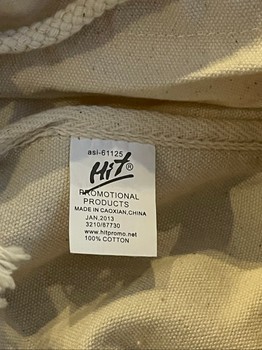 asi-61125
Hit®
PROMOTIONAL
PRODUCTS
MADE IN CAOXIAN,CHINA
JAN.2013
3210/87730
www.hitpromo.net
100% COTTON